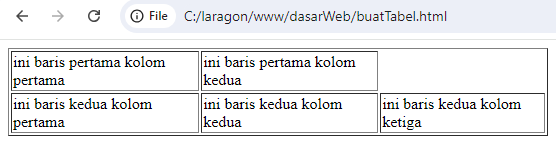 File C:/laragon/www/dasarWeb/buatTabel.html
ini baris pertama kolom pertama
ini baris pertama kolom kedua
ini baris kedua kolom pertama
ini baris kedua kolom kedua
ini baris kedua kolom ketiga